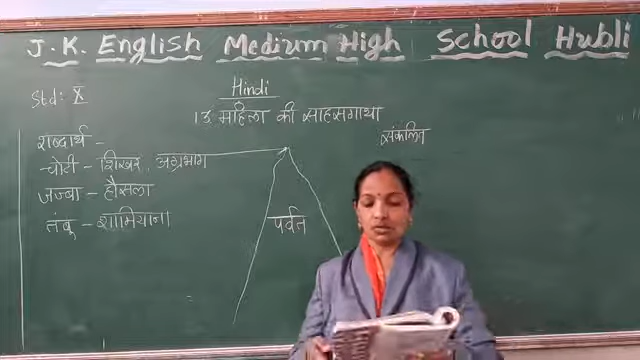 J. K. English Medium High School Hubli
Hindi
Std: X
13 महिला की साहसगाथा
संकलित
शब्दार्थ -
चोटी - शिखर, अग्रभाग
जज्बा - हौसला
तंबू - शामियाना
पर्वत